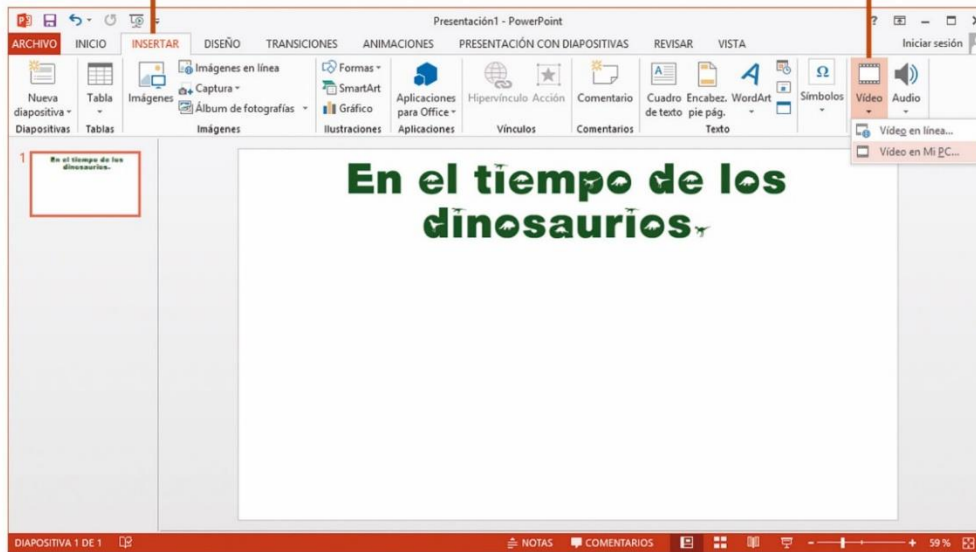 Presentación1 - PowerPoint
?
ARCHIVO INICIO INSERTAR DISEÑO TRANSICIONES ANIMACIONES PRESENTACIÓN CON DIAPOSITIVAS REVISAR VISTA Iniciar sesión
Nueva diapositiva
Tabla
Imágenes
Imágenes en línea
Captura
Álbum de fotografías
Formas
SmartArt
Gráfico
Aplicaciones para Office
Hipervínculo
Acción
Comentario
Cuadro de texto
Encabez. pie pág.
WordArt
Símbolos
Vídeo
Audio
Diapositivas Tablas Imágenes Ilustraciones Aplicaciones Vínculos Comentarios Texto
Vídeo en línea...
Vídeo en Mi PC...
1
En el tiempo de los
dinosaurios.
En el tiempo de los
dinosaurios.
DIAPOSITIVA 1 DE 1 NOTAS COMENTARIOS 59 %